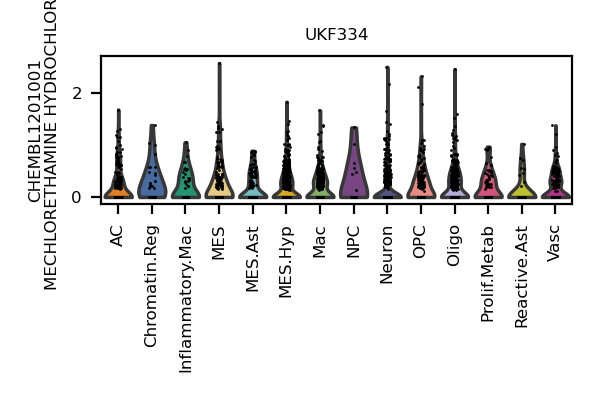 UKF334
CHEMBL1201001
MECHLORETHAMINE HYDROCHLOR
2
0
AC
Chromatin.Reg
Inflammatory.Mac
MES
MES.Ast
MES.Hyp
Mac
NPC
Neuron
OPC
Oligo
Prolif.Metab
Reactive.Ast
Vasc